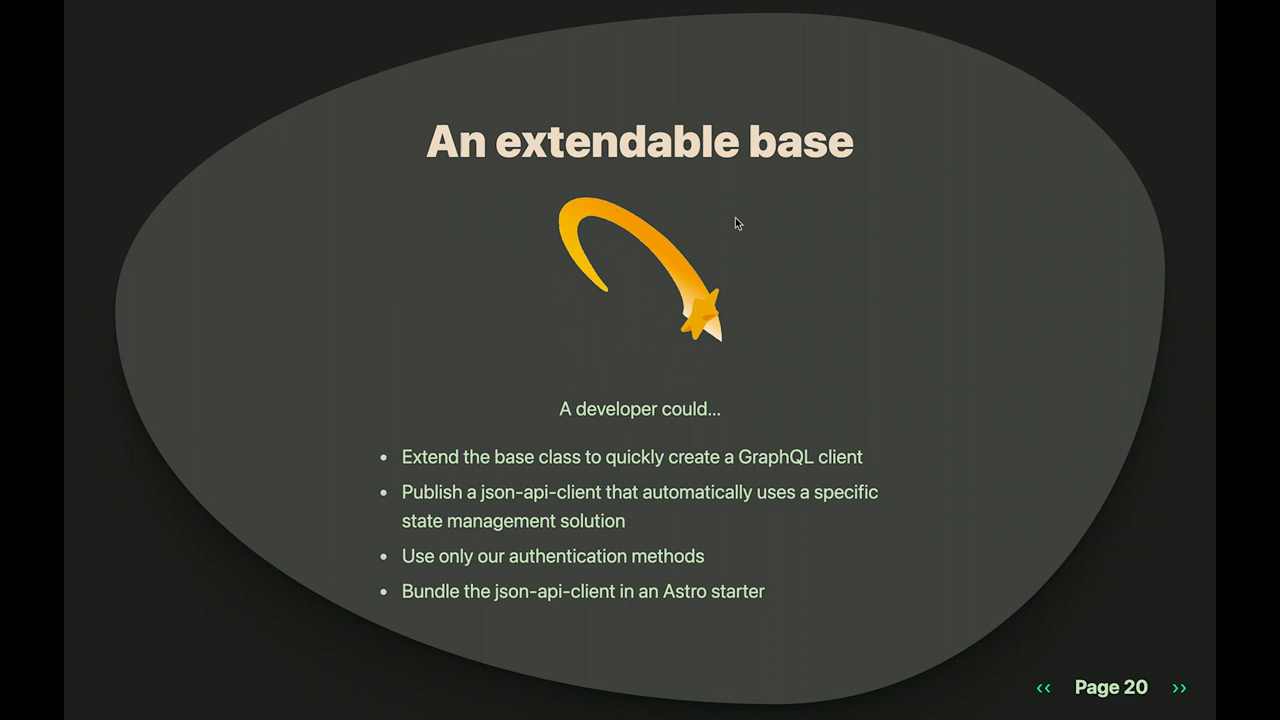 An extendable base
A developer could...
• Extend the base class to quickly create a GraphQL client
• Publish a json-api-client that automatically uses a specific
state management solution
• Use only our authentication methods
• Bundle the json-api-client in an Astro starter
‹‹ Page 20 ››